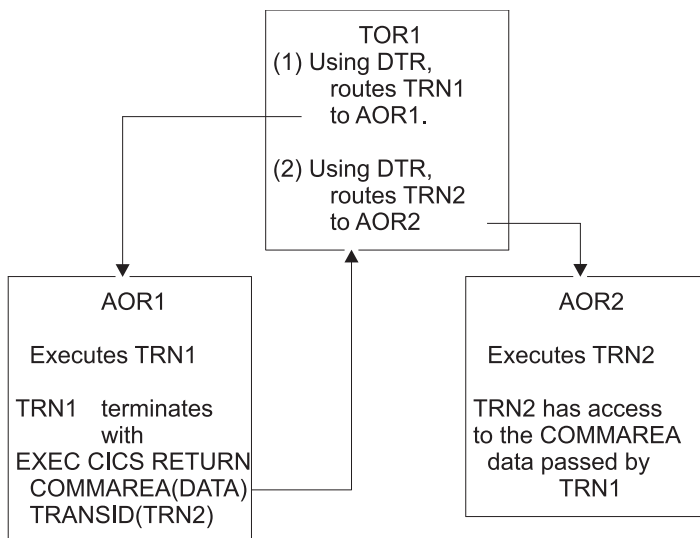 TOR1
(1) Using DTR,
routes TRN1
to AOR1.
(2) Using DTR,
routes TRN2
to AOR2
AOR1
Executes TRN1
TRN1 terminates
with
EXEC CICS RETURN
COMMAREA(DATA)
TRANSID(TRN2)
AOR2
Executes TRN2
TRN2 has access
to the COMMAREA
data passed by
TRN1